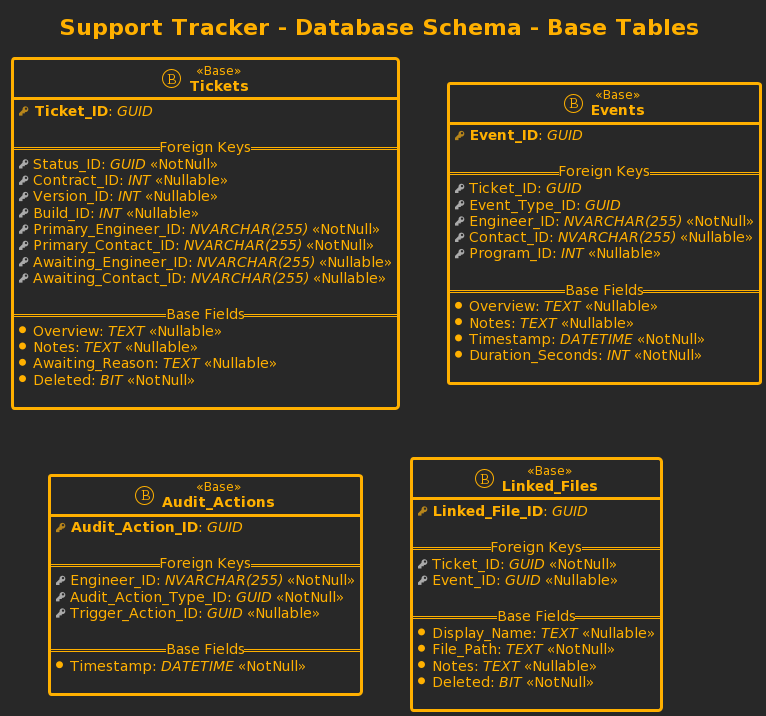 Support Tracker - Database Schema - Base Tables
B
«Base»
Tickets
Ticket_ID: GUID
Foreign Keys
Status_ID: GUID «NotNull»
Contract_ID: INT «Nullable»
Version_ID: INT «Nullable»
Build_ID: INT «Nullable»
Primary_Engineer_ID: NVARCHAR(255) «NotNull»
Primary_Contact_ID: NVARCHAR(255) «NotNull»
Awaiting_Engineer_ID: NVARCHAR(255) «Nullable»
Awaiting_Contact_ID: NVARCHAR(255) «Nullable»
Base Fields
Overview: TEXT «Nullable»
Notes: TEXT «Nullable»
Awaiting_Reason: TEXT «Nullable»
Deleted: BIT «NotNull»
B
«Base»
Events
Event_ID: GUID
Foreign Keys
Ticket_ID: GUID
Event_Type_ID: GUID
Engineer_ID: NVARCHAR(255) «NotNull»
Contact_ID: NVARCHAR(255) «Nullable»
Program_ID: INT «Nullable»
Base Fields
Overview: TEXT «Nullable»
Notes: TEXT «Nullable»
Timestamp: DATETIME «NotNull»
Duration_Seconds: INT «NotNull»
B
«Base»
Audit_Actions
Audit_Action_ID: GUID
Foreign Keys
Engineer_ID: NVARCHAR(255) «NotNull»
Audit_Action_Type_ID: GUID «NotNull»
Trigger_Action_ID: GUID «Nullable»
Base Fields
Timestamp: DATETIME «NotNull»
B
«Base»
Linked_Files
Linked_File_ID: GUID
Foreign Keys
Ticket_ID: GUID «NotNull»
Event_ID: GUID «Nullable»
Base Fields
Display_Name: TEXT «Nullable»
File_Path: TEXT «NotNull»
Notes: TEXT «Nullable»
Deleted: BIT «NotNull»